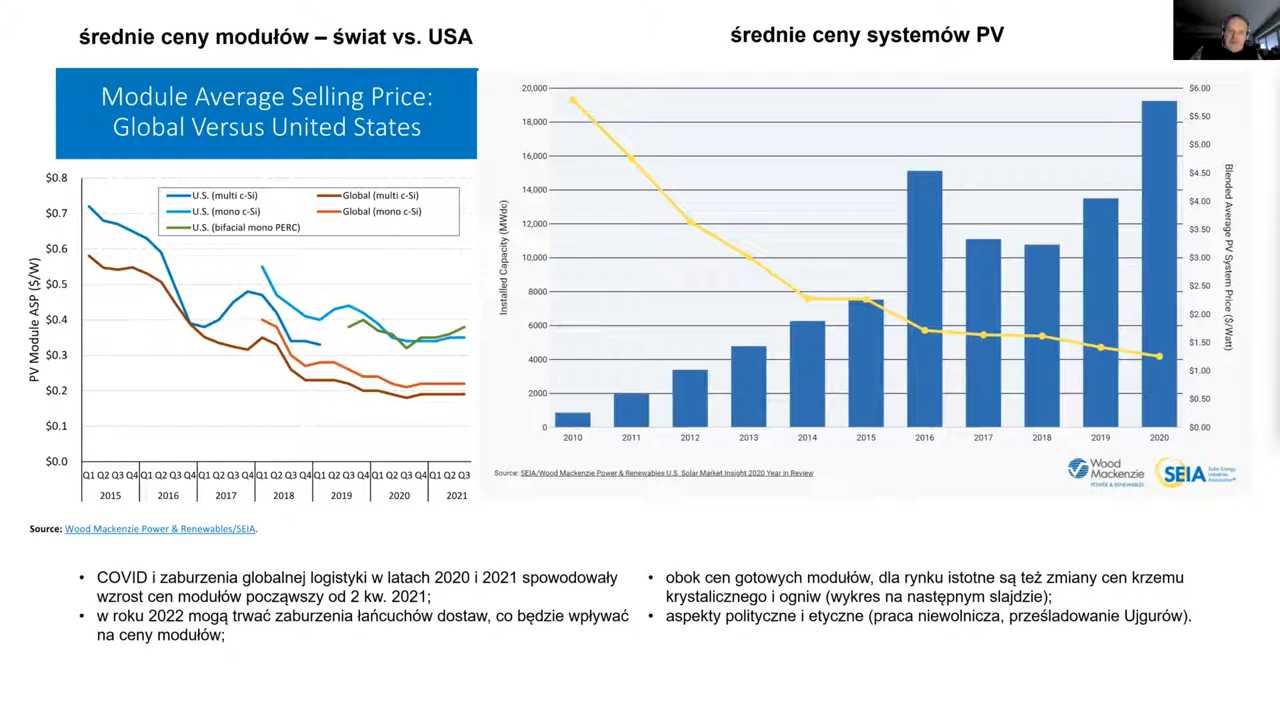 średnie ceny modułów – świat vs. USA
Module Average Selling Price:
Global Versus United States
PV Module ASP ($/W)
$0.8
$0.7
$0.6
$0.5
$0.4
$0.3
$0.2
$0.1
$0.0
U.S. (multi c-Si)
Global (multi c-Si)
U.S. (mono c-Si)
Global (mono c-Si)
U.S. (bifacial mono PERC)
Q1 Q2 Q3 Q4 Q1 Q2 Q3 Q4 Q1 Q2 Q3 Q4 Q1 Q2 Q3 Q4 Q1 Q2 Q3 Q4 Q1 Q2 Q3 Q4 Q1 Q2 Q3
2015 2016 2017 2018 2019 2020 2021
Source: Wood Mackenzie Power & Renewables/SEIA.
średnie ceny systemów PV
Installed Capacity (MWdc)
20,000
18,000
16,000
14,000
12,000
10,000
8000
6000
4000
2000
0
$6.00
$5.50
$5.00
$4.50
$4.00
$3.50
$3.00
$2.50
$2.00
$1.50
$1.00
$0.50
$0.00
Blended Average PV System Price ($/Watt)
2010 2011 2012 2013 2014 2015 2016 2017 2018 2019 2020
Source: SEIA/Wood Mackenzie Power & Renewables U.S. Solar Market Insight 2020 Year in Review
Wood
Mackenzie
POWER & RENEWABLES
SEIA
Solar Energy
Industries
Association
• COVID i zaburzenia globalnej logistyki w latach 2020 i 2021 spowodowały
wzrost cen modułów począwszy od 2 kw. 2021;
• w roku 2022 mogą trwać zaburzenia łańcuchów dostaw, co będzie wpływać
na ceny modułów;
• obok cen gotowych modułów, dla rynku istotne są też zmiany cen krzemu
krystalicznego i ogniw (wykres na następnym slajdzie);
• aspekty polityczne i etyczne (praca niewolnicza, prześladowanie Ujgurów).